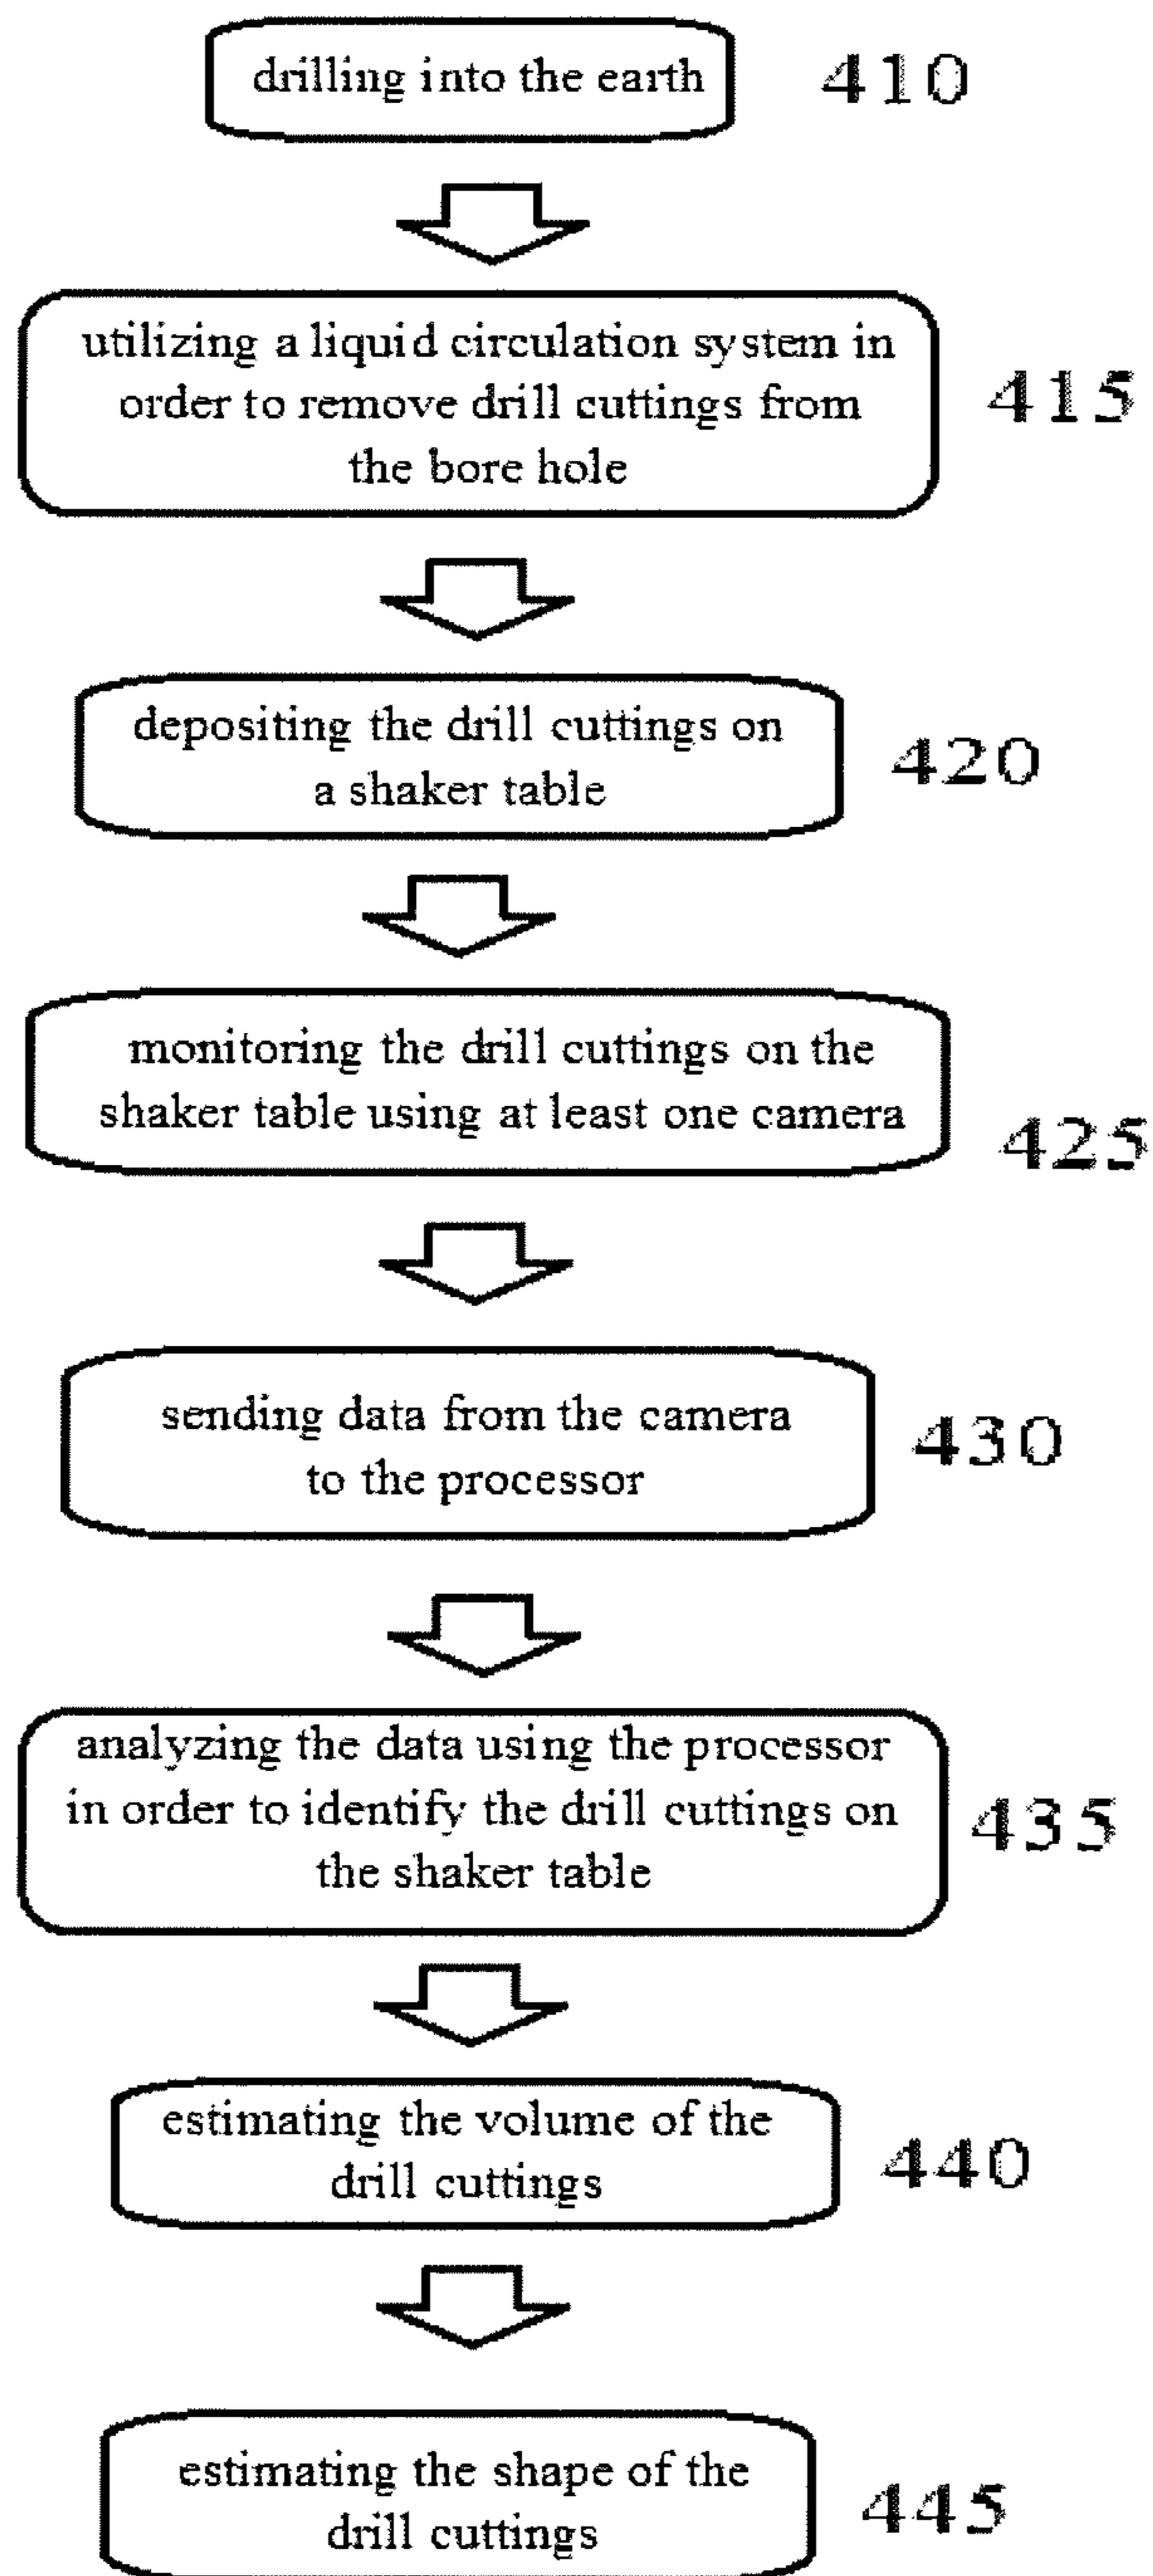 drilling into the earth
410
utilizing a liquid circulation system in
order to remove drill cuttings from
the bore hole
415
depositing the drill cuttings on
a shaker table
420
monitoring the drill cuttings on the
shaker table using at least one camera
425
sending data from the camera
to the processor
430
analyzing the data using the processor
in order to identify the drill cuttings on
the shaker table
435
estimating the volume of the
drill cuttings
440
estimating the shape of the
drill cuttings
445